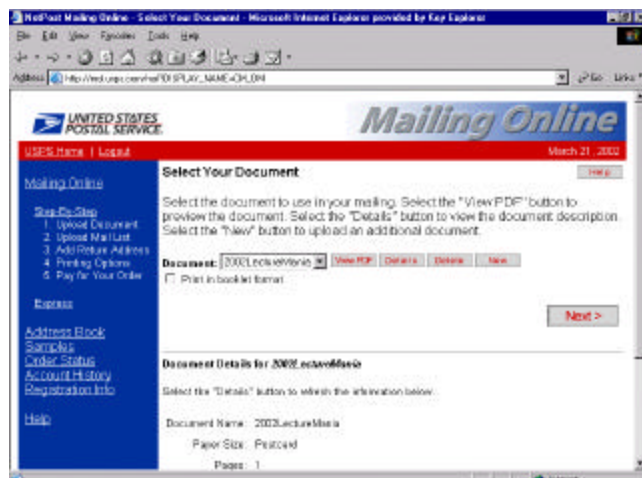 NetPost Mailing Online - Select Your Document - Microsoft Internet Explorer provided by Key Explorer
File Edit View Favorites Tools Help
Address
Go Links
UNITED STATES
POSTAL SERVICE
Mailing Online
USPS Home | Logout
March 21, 2002
Mailing Online
Step-By-Step
1. Upload Document
2. Upload Mail List
3. Add Return Address
4. Printing Options
5. Pay for Your Order
Express
Address Book
Samples
Order Status
Account History
Registration Info
Help
Select Your Document
Help
Select the document to use in your mailing. Select the "View PDF" button to
preview the document. Select the "Details" button to view the document description.
Select the "New" button to upload an additional document.
Document: 2002LectureMania View PDF Details Delete New
Print in booklet format
Next >
Document Details for 2002LectureMania
Select the "Details" button to refresh the information below.
Document Name: 2002LectureMania
Paper Size: Postcard
Pages: 1